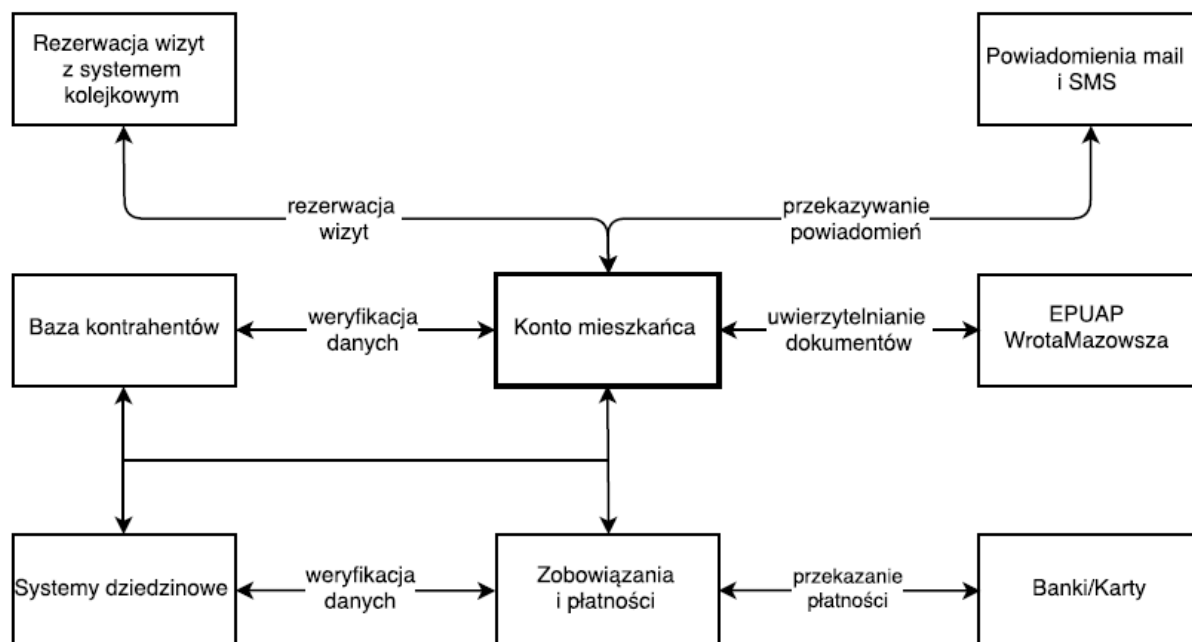 Rezerwacja wizyt
z systemem
kolejkowym
Powiadomienia mail
i SMS
rezerwacja
wizyt
przekazywanie
powiadomień
Baza kontrahentów
weryfikacja
danych
Konto mieszkańca
uwierzytelnianie
dokumentów
EPUAP
WrotaMazowsza
Systemy dziedzinowe
weryfikacja
danych
Zobowiązania
i płatności
przekazanie
płatności
Banki/Karty